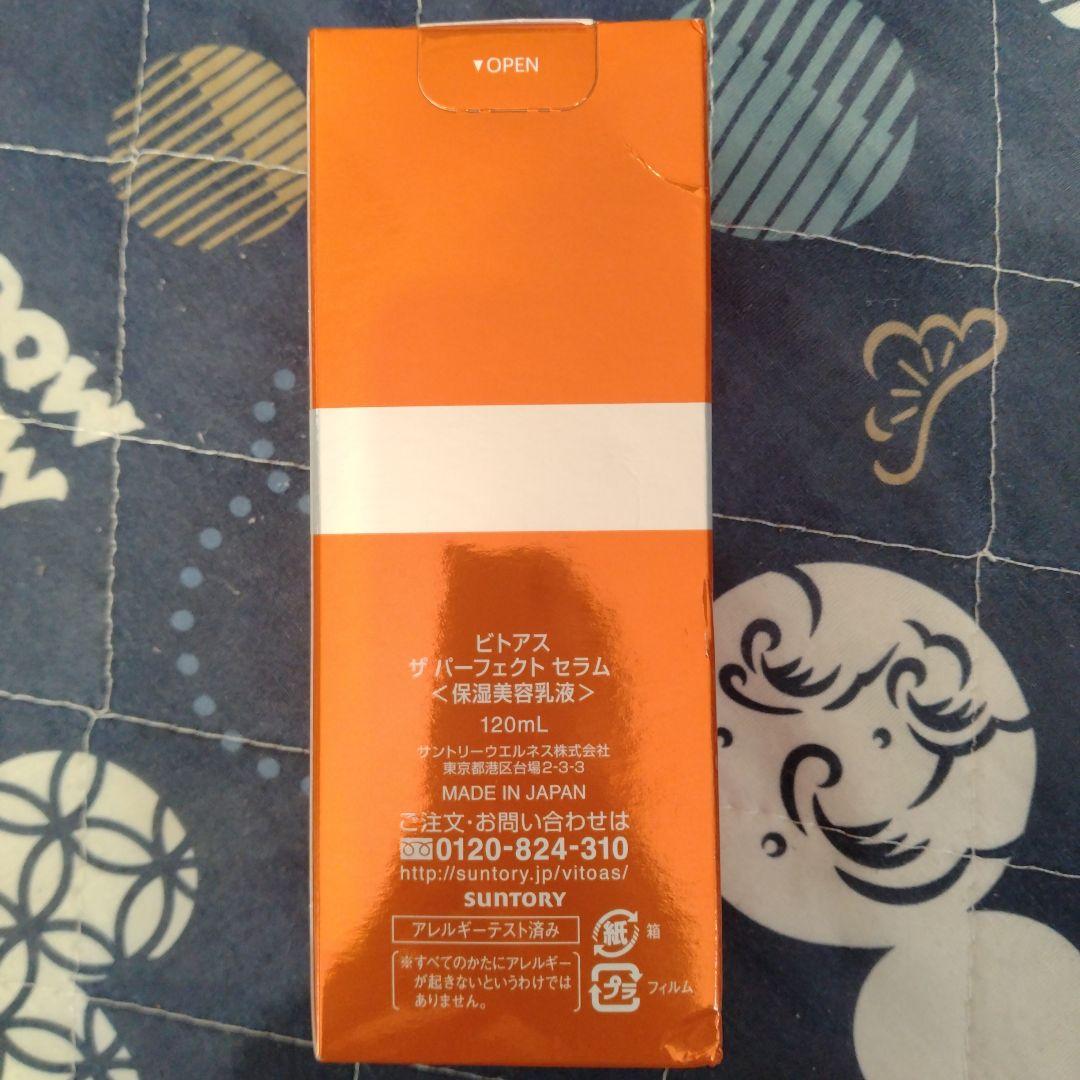 ▼OPEN
ビトアス
ザ パーフェクト セラム
＜保湿美容乳液＞
120mL
サントリーウエルネス株式会社
東京都港区台場2-3-3
MADE IN JAPAN
ご注文・お問い合わせは
0120-824-310
http://suntory.jp/vitoas/
SUNTORY
アレルギーテスト済み
紙 箱
※すべてのかたにアレルギー
が起きないというわけでは
ありません。
プラ フィルム